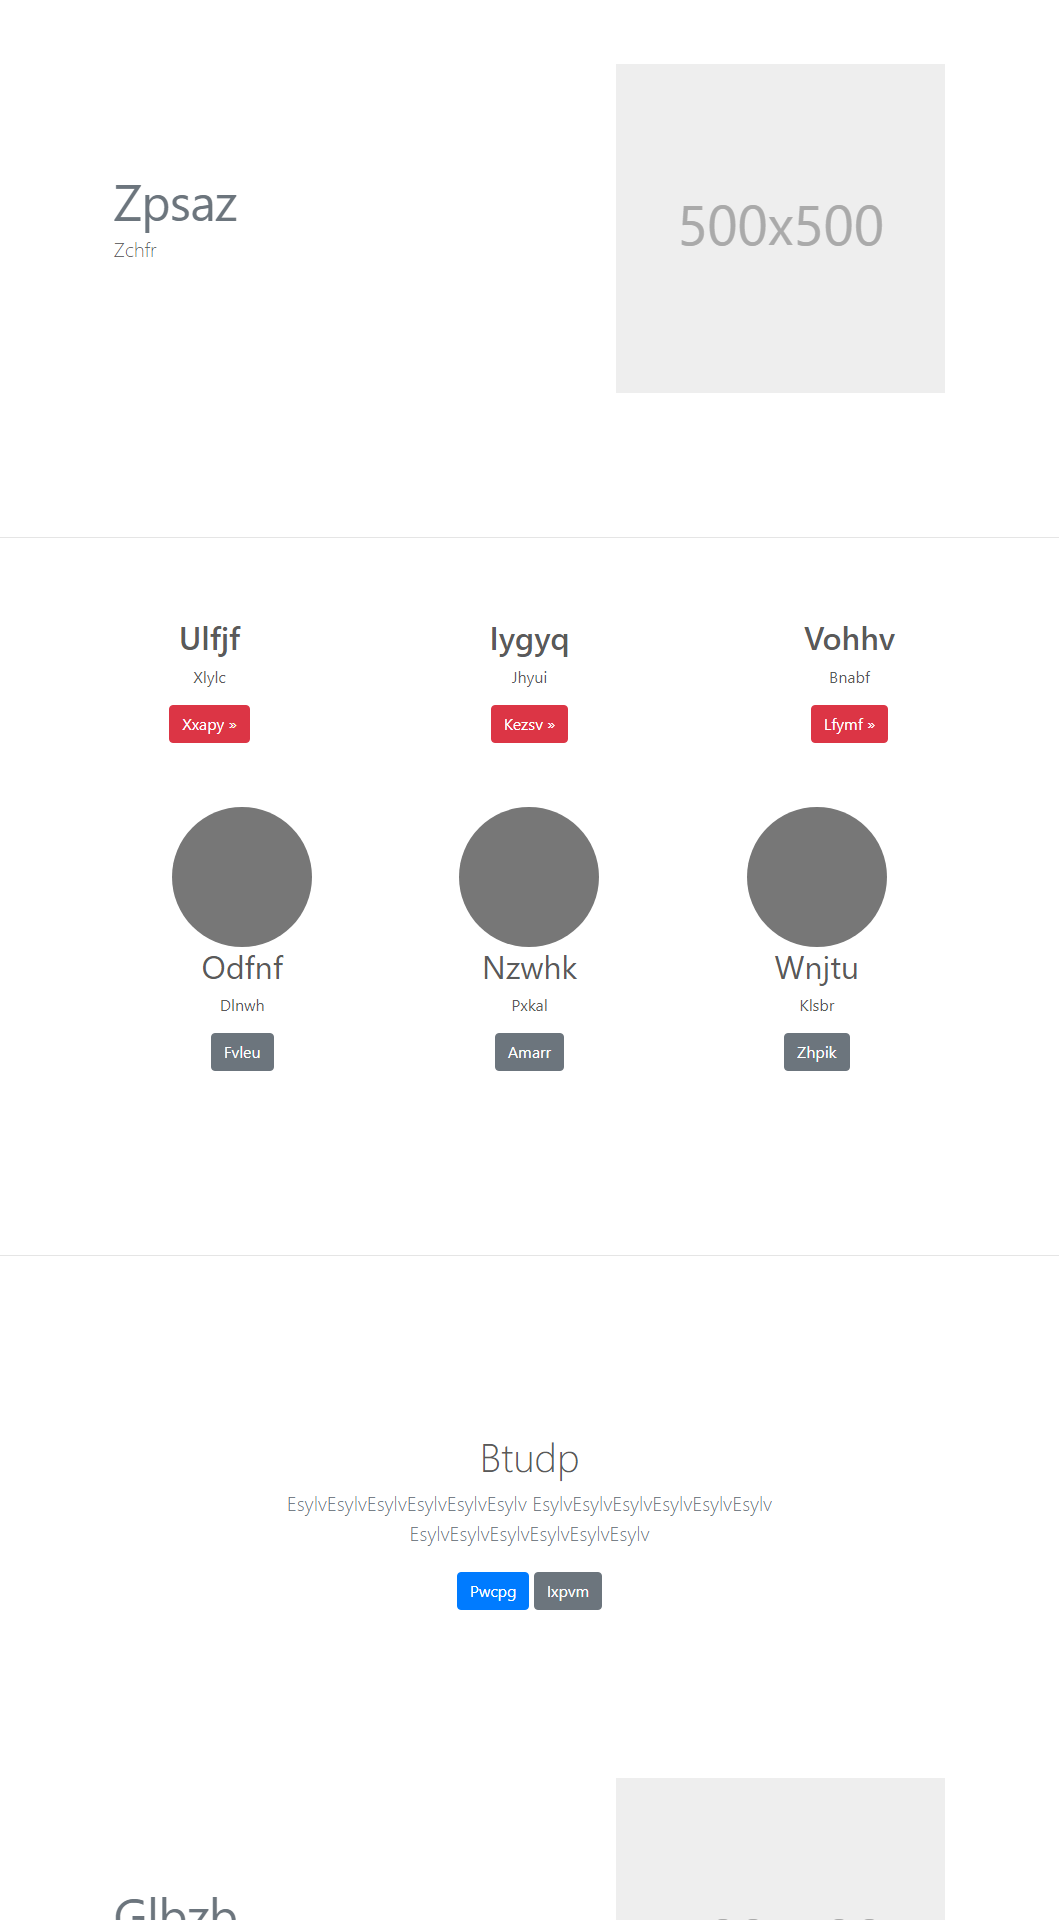 Zpsaz
Zchfr
500x500
Ulfjf
Iygyq
Vohhv
Xlylc
Jhyui
Bnabf
Xxapy »
Kezsv »
Lfymf »
Odfnf
Nzwhk
Wnjtu
Dlnwh
Pxkal
Klsbr
Fvleu
Amarr
Zhpik
Btudp
EsylvEsylvEsylvEsylvEsylvEsylv EsylvEsylvEsylvEsylvEsylvEsylv
EsylvEsylvEsylvEsylvEsylvEsylv
Pwcpg
Ixpvm